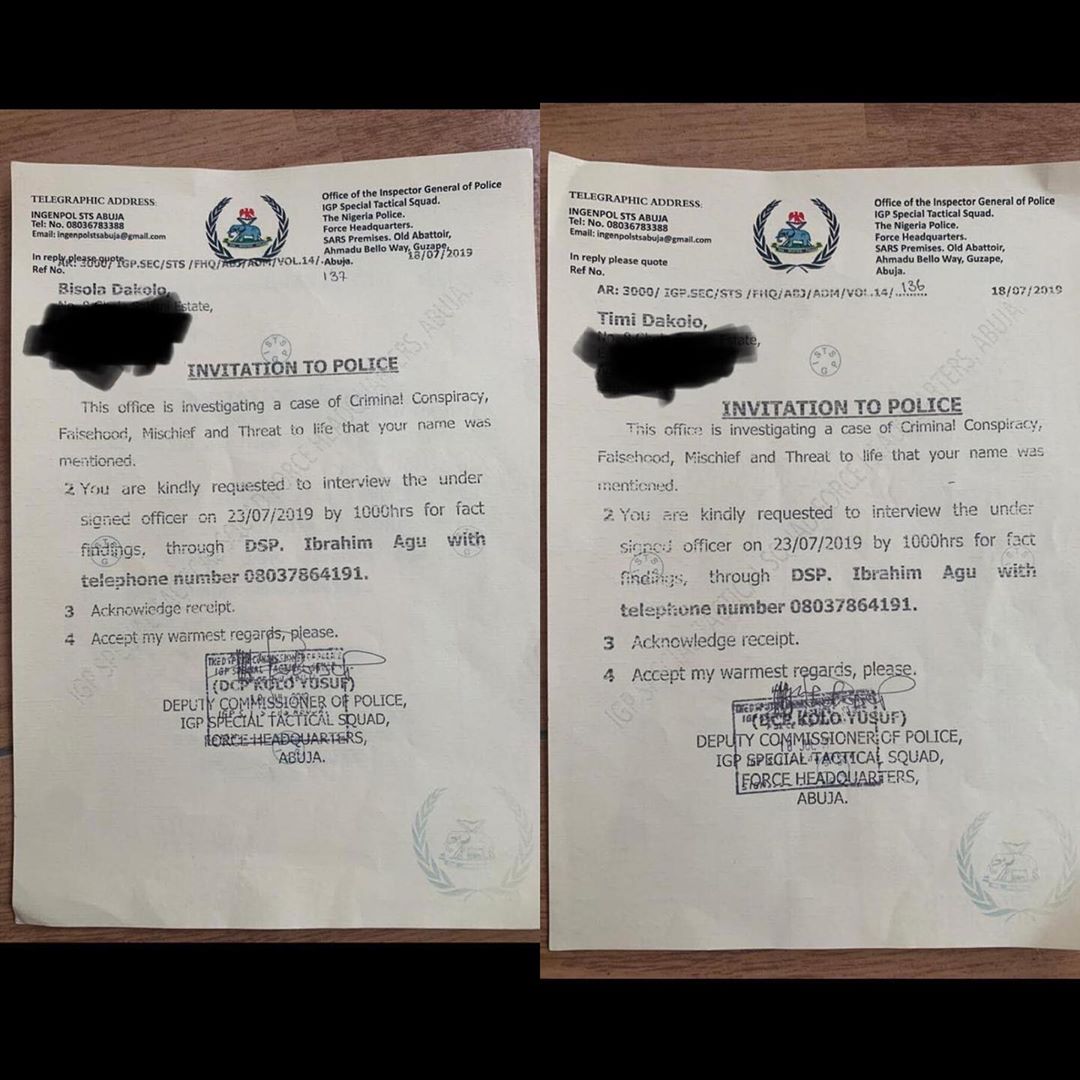 TELEGRAPHIC ADDRESS:
INGENPOL STS ABUJA
Tel: No. 08036783388
Email: ingenpolstsabuja@gmail.com
In reply please quote
Ref No.
Office of the Inspector General of Police
IGP Special Tactical Squad.
The Nigeria Police.
Force Headquarters.
SARS Premises. Old Abattoir,
Ahmadu Bello Way, Guzape,
Abuja.
AR: 3000/ IGP.SEC/STS /FHQ/ABJ/ADM/VOL.14/. 137
18/07/2019
Bisola Dakolo,
Estate,
INVITATION TO POLICE
This office is investigating a case of Criminal Conspiracy,
Falsehood, Mischief and Threat to life that your name was
mentioned.
2 You are kindly requested to interview the under
signed officer on 23/07/2019 by 1000hrs for fact
findings, through DSP. Ibrahim Agu with
telephone number 08037864191.
3 Acknowledge receipt.
4 Accept my warmest regards, please.
(DCP KOLO YUSUF)
DEPUTY COMMISSIONER OF POLICE,
IGP SPECIAL TACTICAL SQUAD,
FORCE HEADQUARTERS,
ABUJA.
TELEGRAPHIC ADDRESS:
INGENPOL STS ABUJA
Tel: No. 08036783388
Email: ingenpolstsabuja@gmail.com
In reply please quote
Ref No.
Office of the Inspector General of Police
IGP Special Tactical Squad.
The Nigeria Police.
Force Headquarters.
SARS Premises. Old Abattoir,
Ahmadu Bello Way, Guzape,
Abuja.
AR: 3000/ IGP.SEC/STS /FHQ/ABJ/ADM/VOL.14/.136 18/07/2019
Timi Dakolo,
Estate,
INVITATION TO POLICE
This office is investigating a case of Criminal Conspiracy,
Falsehood, Mischief and Threat to life that your name was
mentioned.
2 You are kindly requested to interview the under
signed officer on 23/07/2019 by 1000hrs for fact
findings, through DSP. Ibrahim Agu with
telephone number 08037864191.
3 Acknowledge receipt.
4 Accept my warmest regards, please.
(DCP KOLO YUSUF)
DEPUTY COMMISSIONER OF POLICE,
IGP SPECIAL TACTICAL SQUAD,
FORCE HEADQUARTERS,
ABUJA.